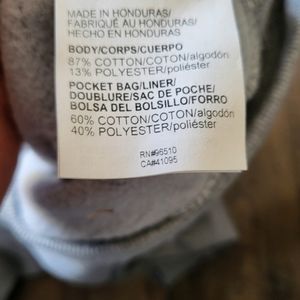 MADE IN HONDURAS/
FABRIQUÉ AU HONDURAS/
HECHO EN HONDURAS
BODY/CORPS/CUERPO
87% COTTON/COTON/algodón
13% POLYESTER/poliéster
POCKET BAG/LINER/
DOUBLURE/SAC DE POCHE/
BOLSA DEL BOLSILLO/FORRO
60% COTTON/COTON/algodón
40% POLYESTER/poliéster
RN#96510
CA#41095